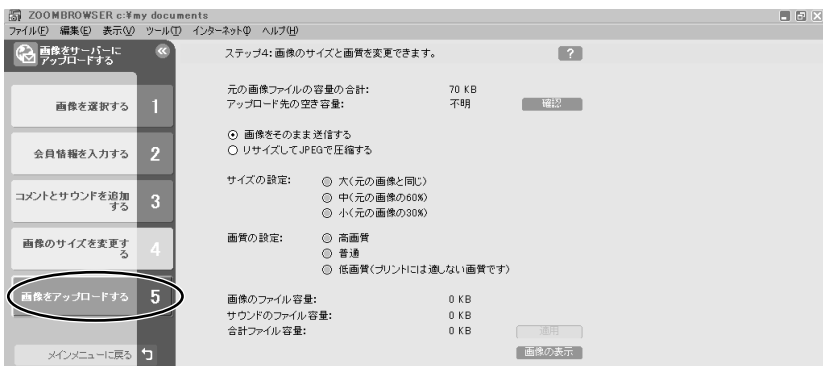 ZOOMBROWSER c:¥my documents
ファイル(F) 編集(E) 表示(V) ツール(T) インターネット(I) ヘルプ(H)
画像をサーバーに
アップロードする
画像を選択する 1
会員情報を入力する 2
コメントとサウンドを追加
する 3
画像のサイズを変更す
る 4
画像をアップロードする 5
メインメニューに戻る
ステップ4:画像のサイズと画質を変更できます。 ?
元の画像ファイルの容量の合計: 70 KB
アップロード先の空き容量: 不明 確認
画像をそのまま送信する
リサイズしてJPEGで圧縮する
サイズの設定: 大(元の画像と同じ)
中(元の画像の60%)
小(元の画像の30%)
画質の設定: 高画質
普通
低画質(プリントには適しない画質です)
画像のファイル容量: 0 KB
サウンドのファイル容量: 0 KB
合計ファイル容量: 0 KB 適用
画像の表示